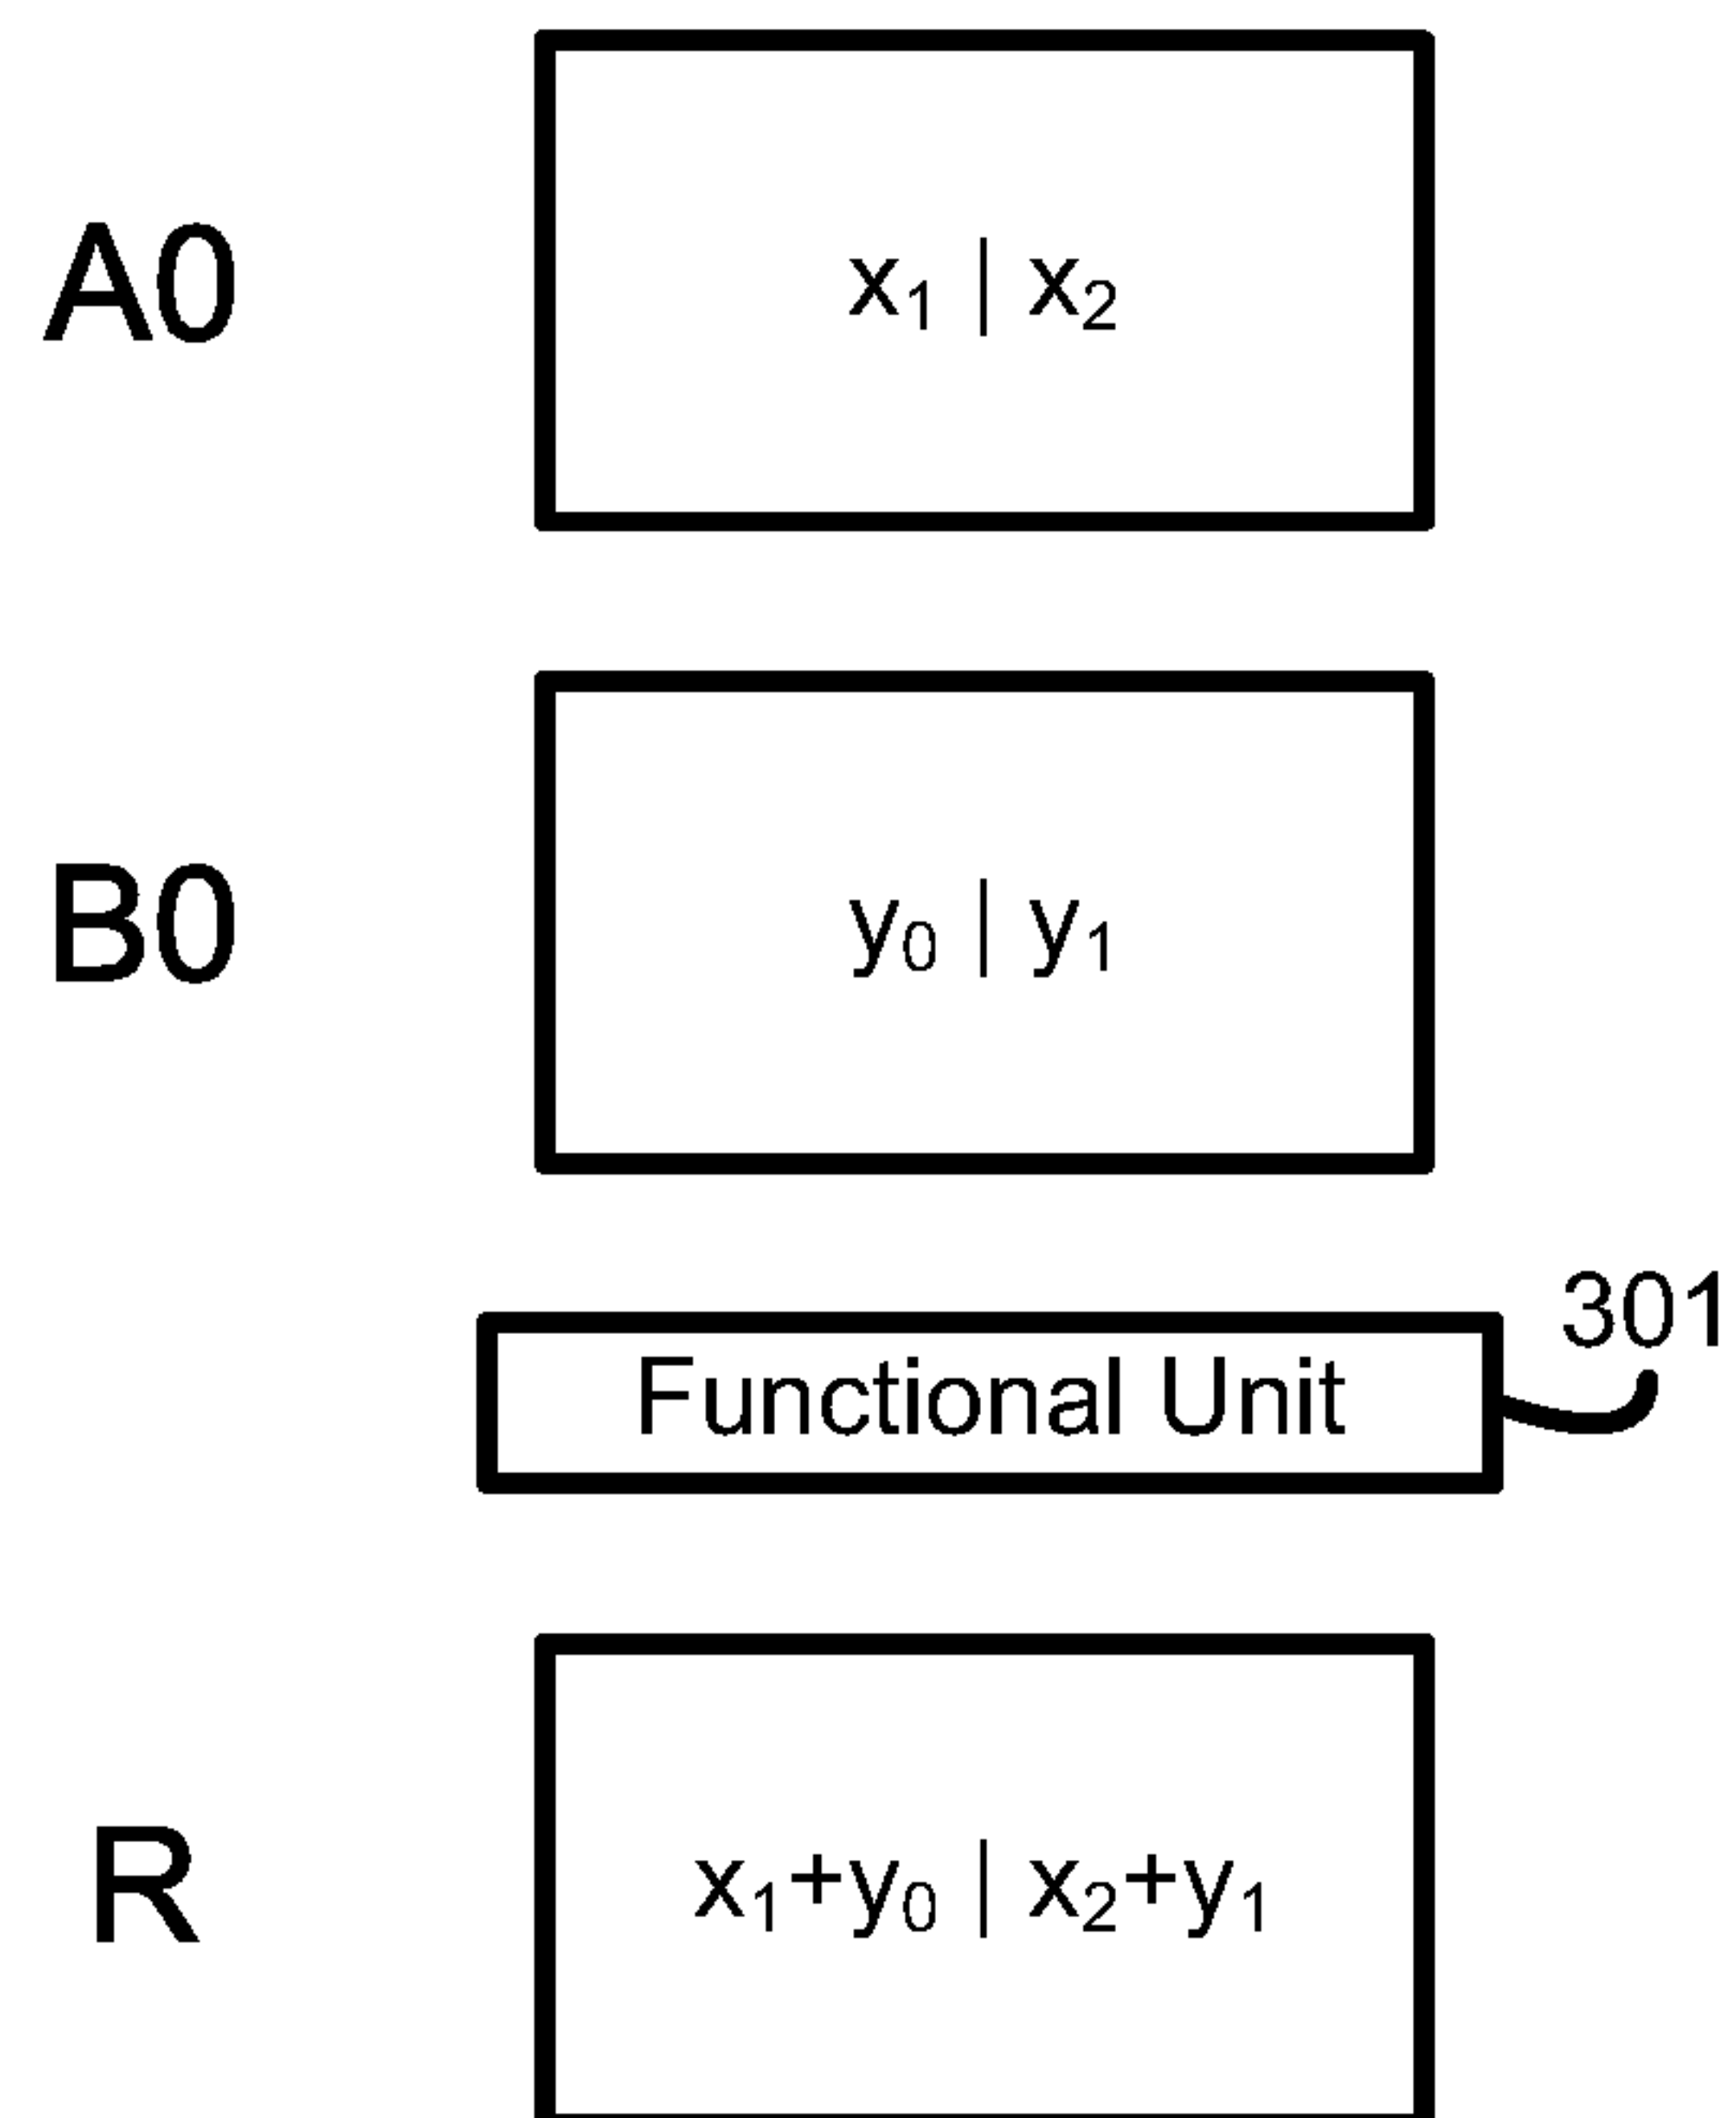 A0 x₁ | x₂
B0 y₀ | y₁
301
Functional Unit
R x₁+y₀ | x₂+y₁